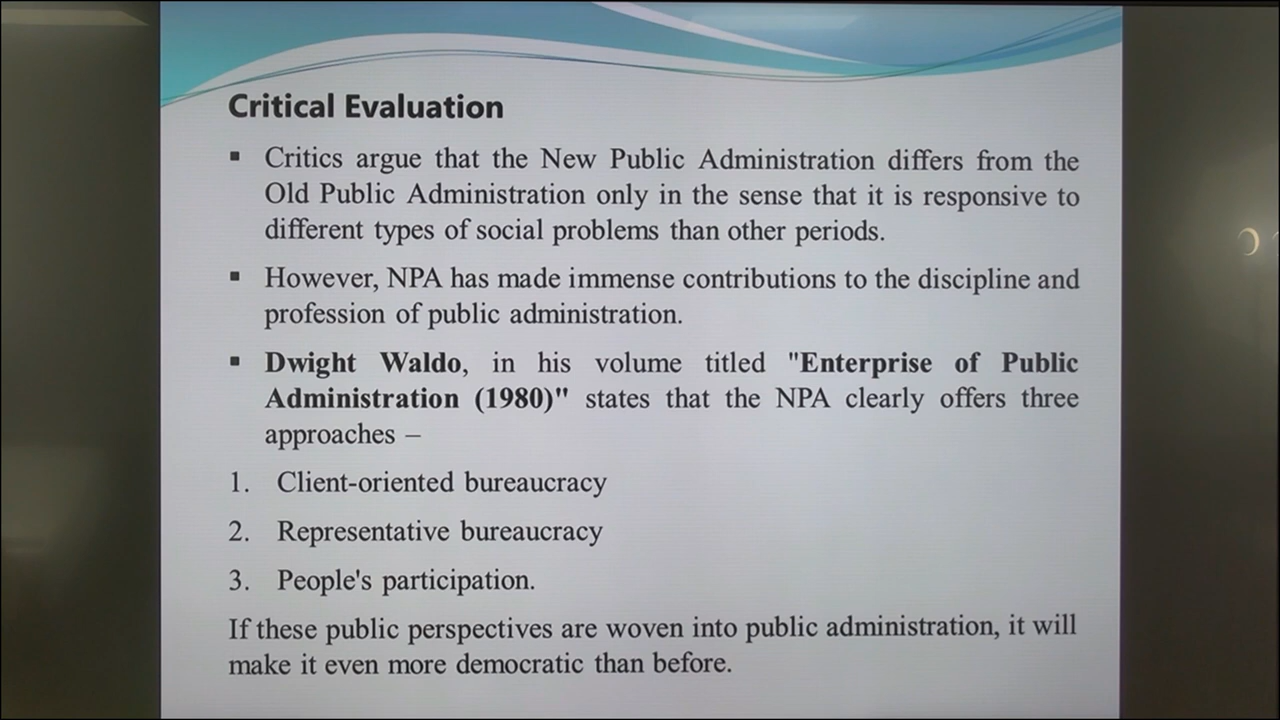 Critical Evaluation
▪ Critics argue that the New Public Administration differs from the
Old Public Administration only in the sense that it is responsive to
different types of social problems than other periods.
▪ However, NPA has made immense contributions to the discipline and
profession of public administration.
▪ Dwight Waldo, in his volume titled "Enterprise of Public
Administration (1980)" states that the NPA clearly offers three
approaches –
1. Client-oriented bureaucracy
2. Representative bureaucracy
3. People's participation.
If these public perspectives are woven into public administration, it will
make it even more democratic than before.